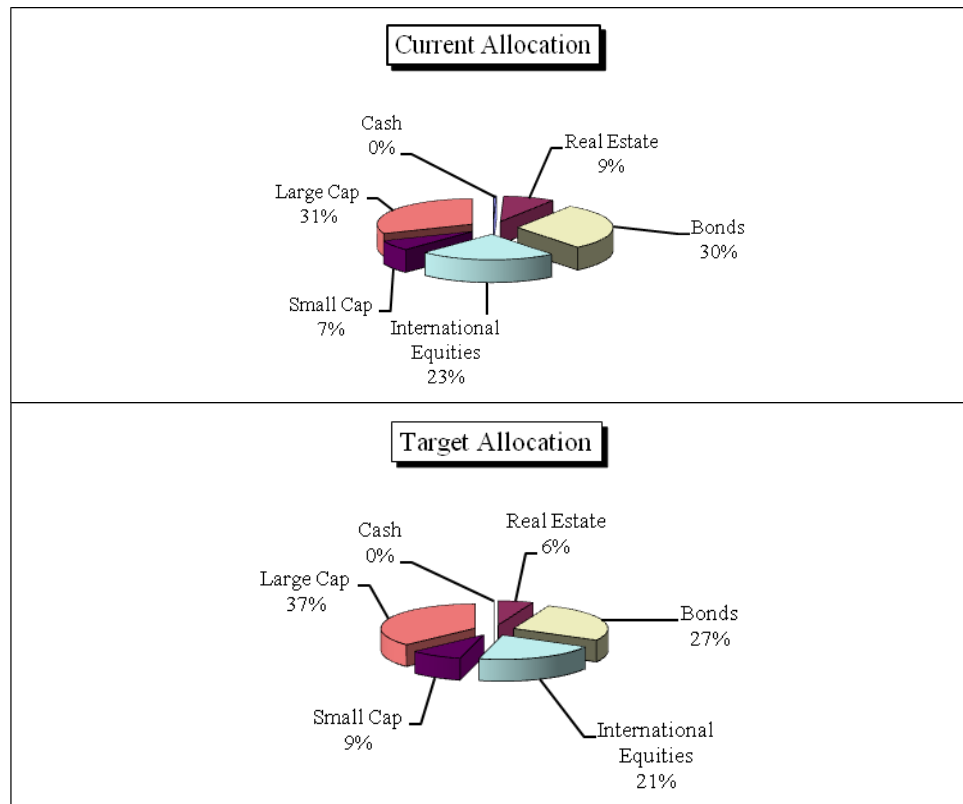 Current Allocation
Cash
0%
Real Estate
9%
Large Cap
31%
Bonds
30%
Small Cap
7%
International
Equities
23%
Target Allocation
Cash
0%
Real Estate
6%
Large Cap
37%
Bonds
27%
Small Cap
9%
International
Equities
21%